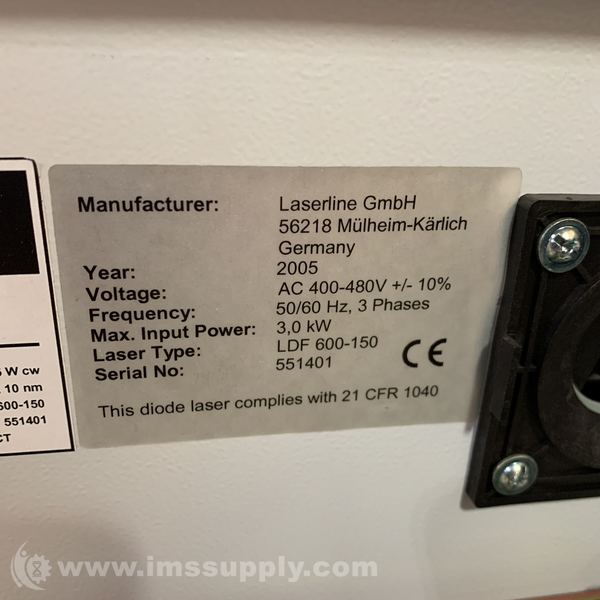 Manufacturer: Laserline GmbH
56218 Mülheim-Kärlich
Germany
Year: 2005
Voltage: AC 400-480V +/- 10%
Frequency: 50/60 Hz, 3 Phases
Max. Input Power: 3,0 kW
Laser Type: LDF 600-150
Serial No: 551401
CE
This diode laser complies with 21 CFR 1040
W cw
10 nm
600-150
551401
CT
www.imssupply.com